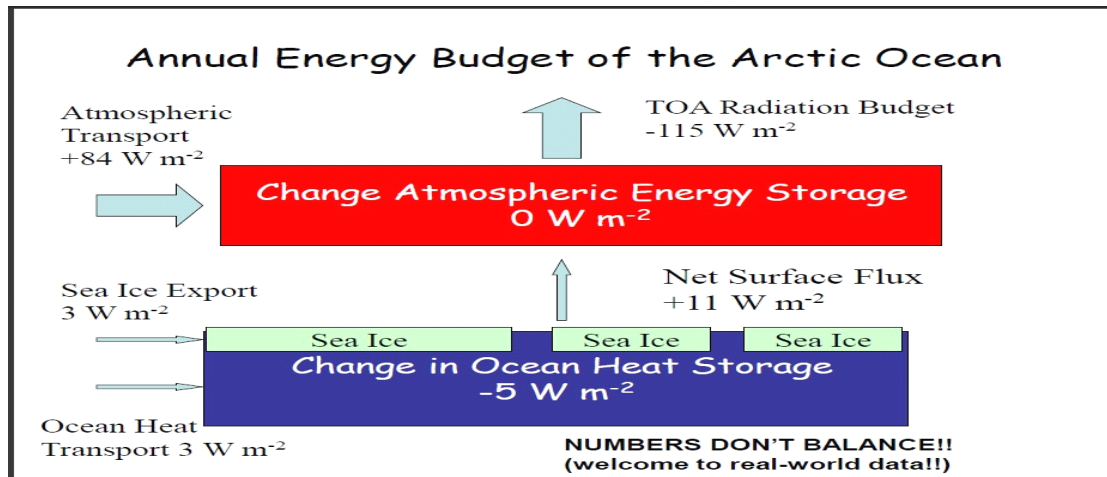 Annual Energy Budget of the Arctic Ocean
Atmospheric
Transport
+84 W m⁻²
TOA Radiation Budget
-115 W m⁻²
Change Atmospheric Energy Storage
0 W m⁻²
Sea Ice Export
3 W m⁻²
Net Surface Flux
+11 W m⁻²
Sea Ice
Sea Ice
Sea Ice
Change in Ocean Heat Storage
-5 W m⁻²
Ocean Heat
Transport 3 W m⁻²
NUMBERS DON'T BALANCE!!
(welcome to real-world data!!)